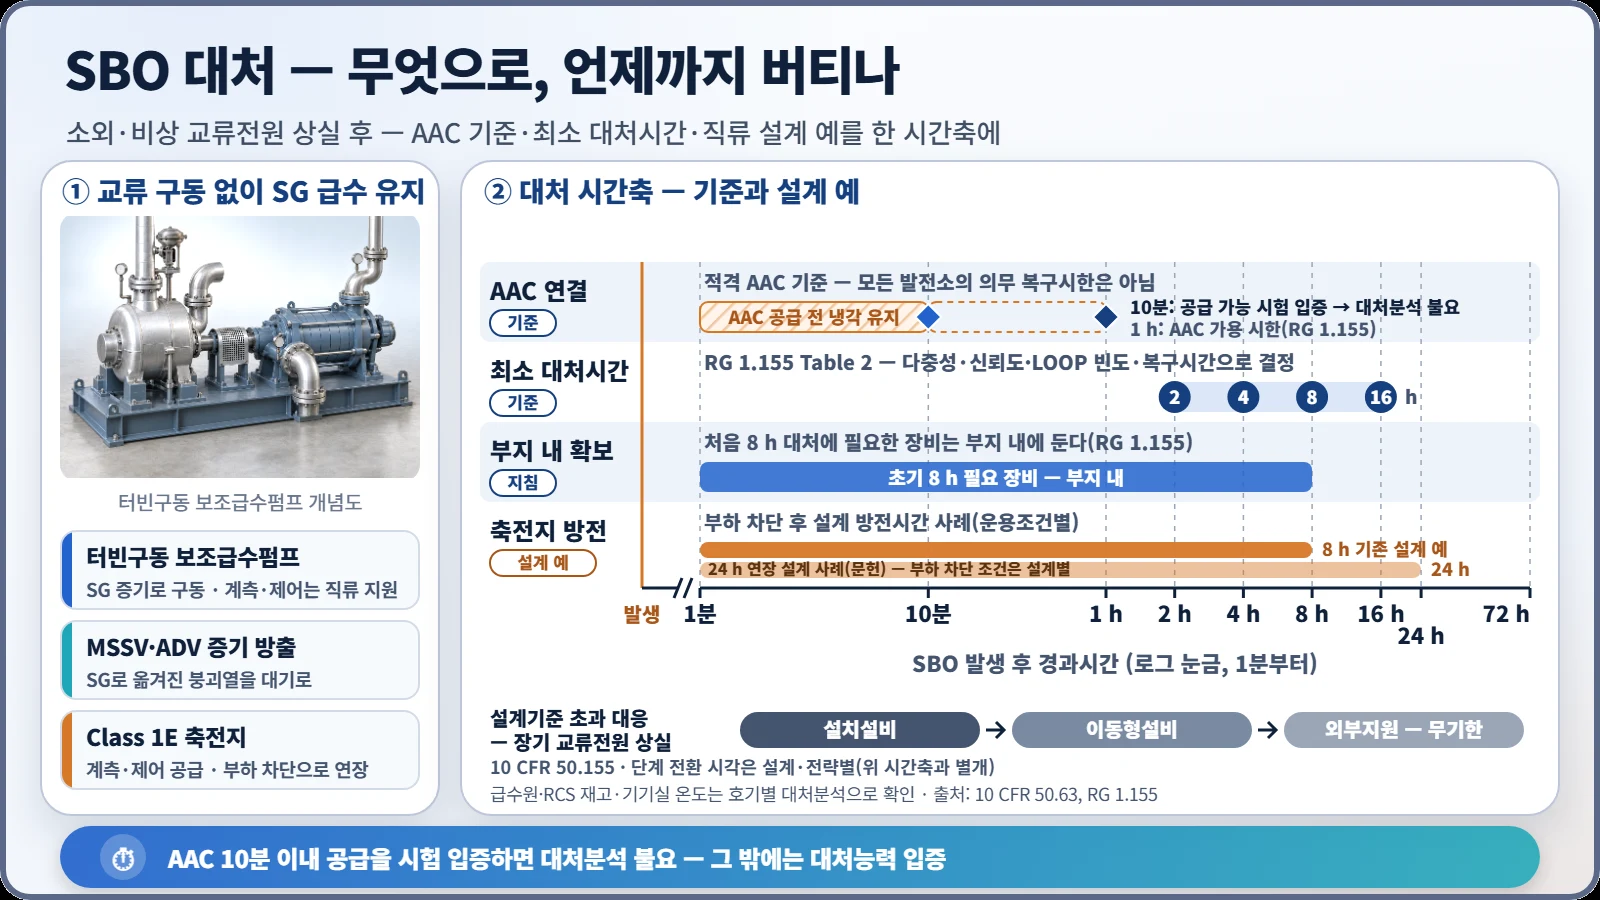 SBO 대처 — 무엇으로, 언제까지 버티나
소외·비상 교류전원 상실 후 — AAC 기준·최소 대처시간·직류 설계 예를 한 시간축에
① 교류 구동 없이 SG 급수 유지
터빈구동 보조급수펌프 개념도
터빈구동 보조급수펌프
SG 증기로 구동 · 계측·제어는 직류 지원
MSSV·ADV 증기 방출
SG로 옮겨진 붕괴열을 대기로
Class 1E 축전지
계측·제어 공급 · 부하 차단으로 연장
② 대처 시간축 — 기준과 설계 예
AAC 연결
기준
적격 AAC 기준 — 모든 발전소의 의무 복구시한은 아님
AAC 공급 전 냉각 유지
10분: 공급 가능 시험 입증 → 대처분석 불요
1 h: AAC 가용 시한(RG 1.155)
최소 대처시간
기준
RG 1.155 Table 2 — 다중성·신뢰도·LOOP 빈도·복구시간으로 결정
2 4 8 16 h
부지 내 확보
지침
처음 8 h 대처에 필요한 장비는 부지 내에 둔다(RG 1.155)
초기 8 h 필요 장비 — 부지 내
축전지 방전
설계 예
부하 차단 후 설계 방전시간 사례(운용조건별)
8 h 기존 설계 예
24 h 연장 설계 사례(문헌) — 부하 차단 조건은 설계별
24 h
발생 1분 10분 1 h 2 h 4 h 8 h 16 h 72 h
24 h
SBO 발생 후 경과시간 (로그 눈금, 1분부터)
설계기준 초과 대응
— 장기 교류전원 상실
설치설비 → 이동형설비 → 외부지원 — 무기한
10 CFR 50.155 · 단계 전환 시각은 설계·전략별(위 시간축과 별개)
급수원·RCS 재고·기기실 온도는 호기별 대처분석으로 확인 · 출처: 10 CFR 50.63, RG 1.155
AAC 10분 이내 공급을 시험 입증하면 대처분석 불요 — 그 밖에는 대처능력 입증